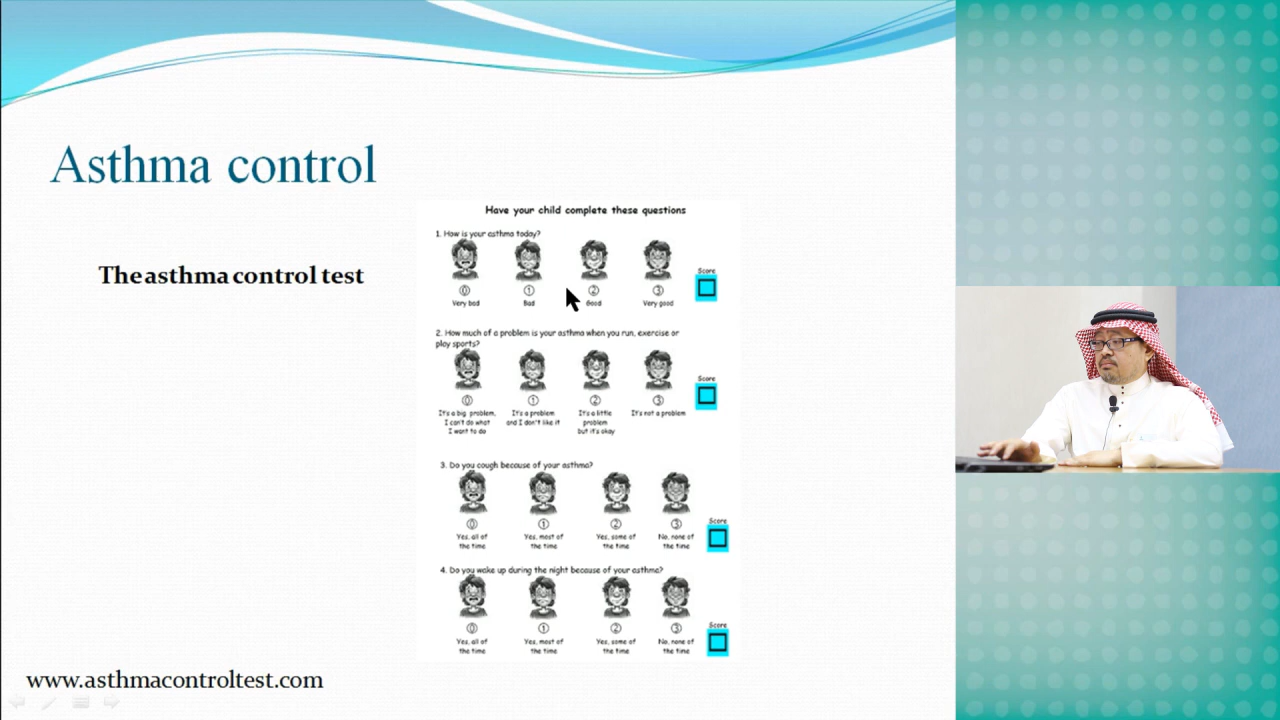 Asthma control
The asthma control test
Have your child complete these questions
1. How is your asthma today?
Score
0 1 2 3
Very bad Bad Good Very good
2. How much of a problem is your asthma when you run, exercise or
play sports?
Score
0 1 2 3
It's a big problem, It's a problem It's a little It's not a problem
I can't do what and I don't like it problem
I want to do but it's okay
3. Do you cough because of your asthma?
Score
0 1 2 3
Yes, all of Yes, most of Yes, some of No, none of
the time the time the time the time
4. Do you wake up during the night because of your asthma?
Score
0 1 2 3
Yes, all of Yes, most of Yes, some of No, none of
the time the time the time the time
www.asthmacontroltest.com